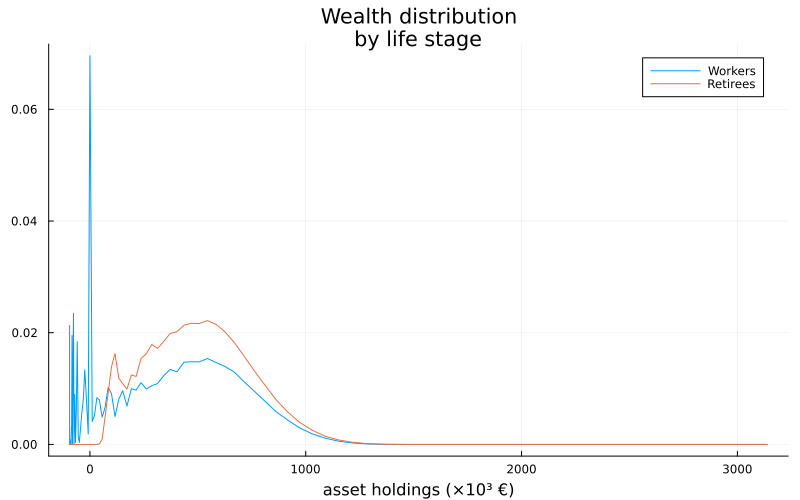 Wealth distribution
by life stage
Workers
Retirees
0.06
0.04
0.02
0.00
0
1000
2000
3000
asset holdings (×10³ €)